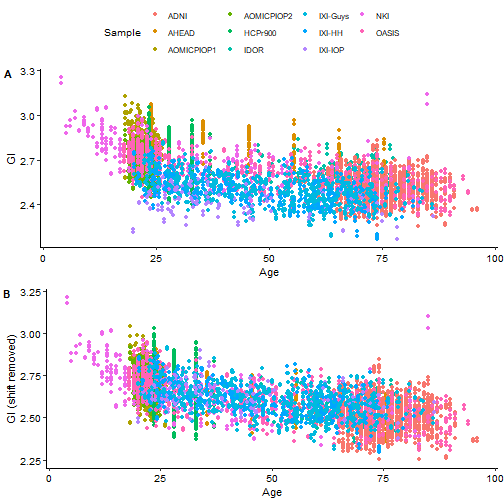 Sample
ADNI AOMICPIOP2 IXI-Guys NKI
AHEAD HCPr900 IXI-HH OASIS
AOMICPIOP1 IDOR IXI-IOP
A
3.3
3.0
2.7
2.4
GI
0 25 50 75 100
Age
B
3.25
3.00
2.75
2.50
2.25
GI (shift removed)
0 25 50 75 100
Age